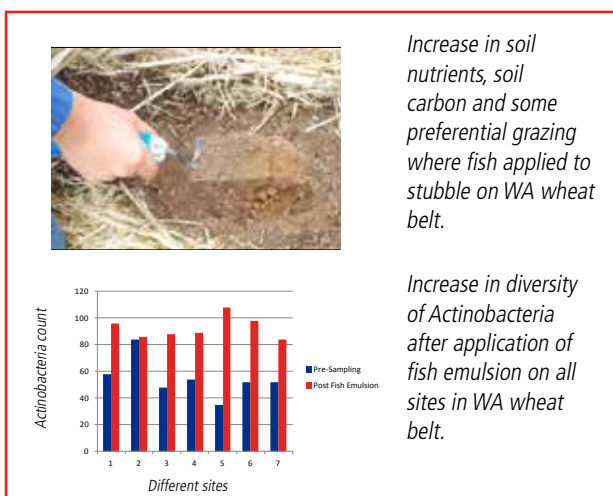 Increase in soil
nutrients, soil
carbon and some
preferential grazing
where fish applied to
stubble on WA wheat
belt.
Increase in diversity
of Actinobacteria
after application of
fish emulsion on all
sites in WA wheat
belt.
Actinobacteria count
120
100
80
60
40
20
0
1 2 3 4 5 6 7
Different sites
Pre-Sampling
Post Fish Emulsion